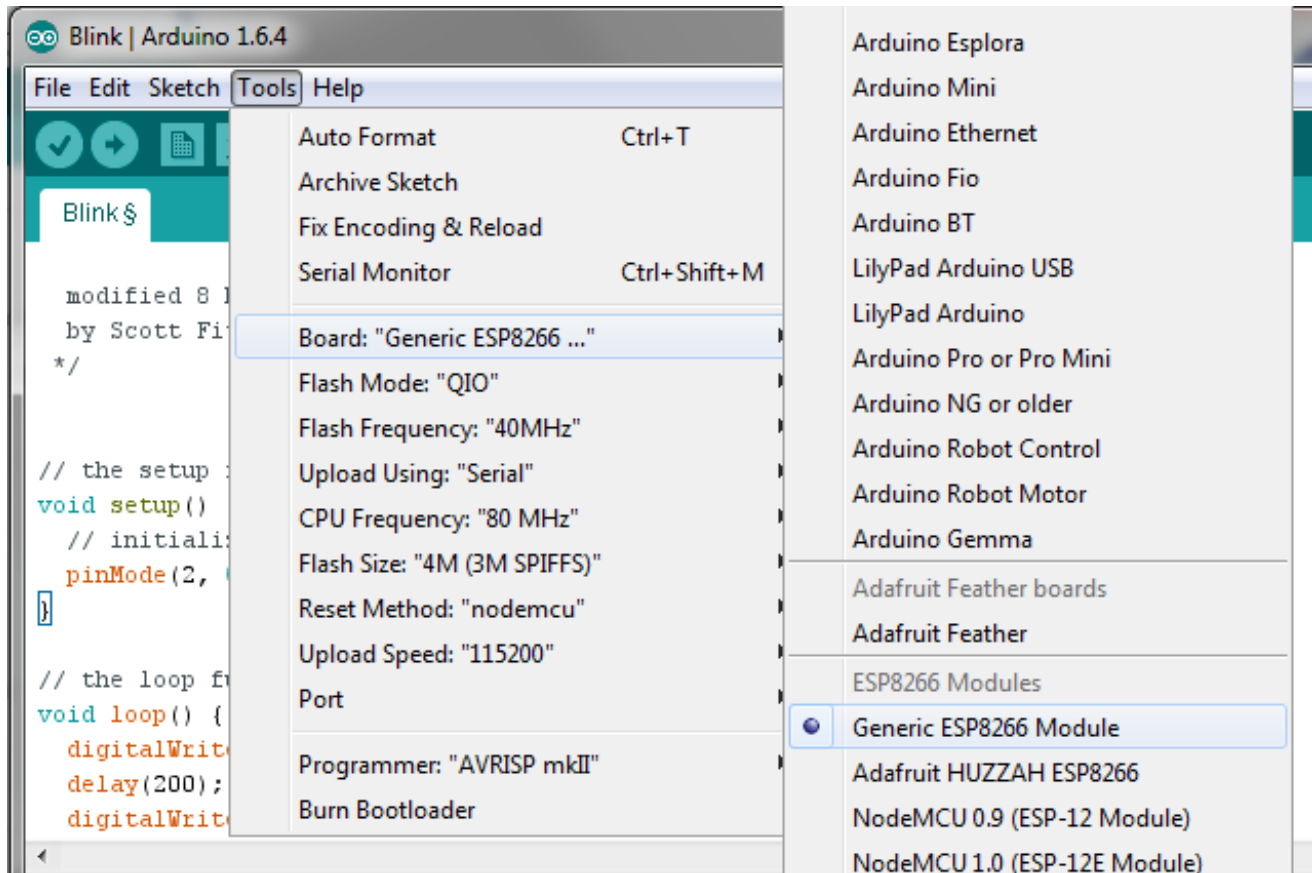 Blink | Arduino 1.6.4
File Edit Sketch Tools Help
Blink §
modified 8
by Scott
*/
// the setup
void setup()
//
pinMode(2,
}
// the loop
void loop() {
digitalWrite
delay(200);
digitalWrite
Auto Format Ctrl+T
Archive Sketch
Fix Encoding & Reload
Serial Monitor Ctrl+Shift+M
Board: "Generic ESP8266 ..."
Flash Mode: "QIO"
Flash Frequency: "40MHz"
Upload Using: "Serial"
CPU Frequency: "80 MHz"
Flash Size: "4M (3M SPIFFS)"
Reset Method: "nodemcu"
Upload Speed: "115200"
Port
Programmer: "AVRISP mkII"
Burn Bootloader
Arduino Esplora
Arduino Mini
Arduino Ethernet
Arduino Fio
Arduino BT
LilyPad Arduino USB
LilyPad Arduino
Arduino Pro or Pro Mini
Arduino NG or older
Arduino Robot Control
Arduino Robot Motor
Arduino Gemma
Adafruit Feather boards
Adafruit Feather
ESP8266 Modules
Generic ESP8266 Module
Adafruit HUZZAH ESP8266
NodeMCU 0.9 (ESP-12 Module)
NodeMCU 1.0 (ESP-12E Module)